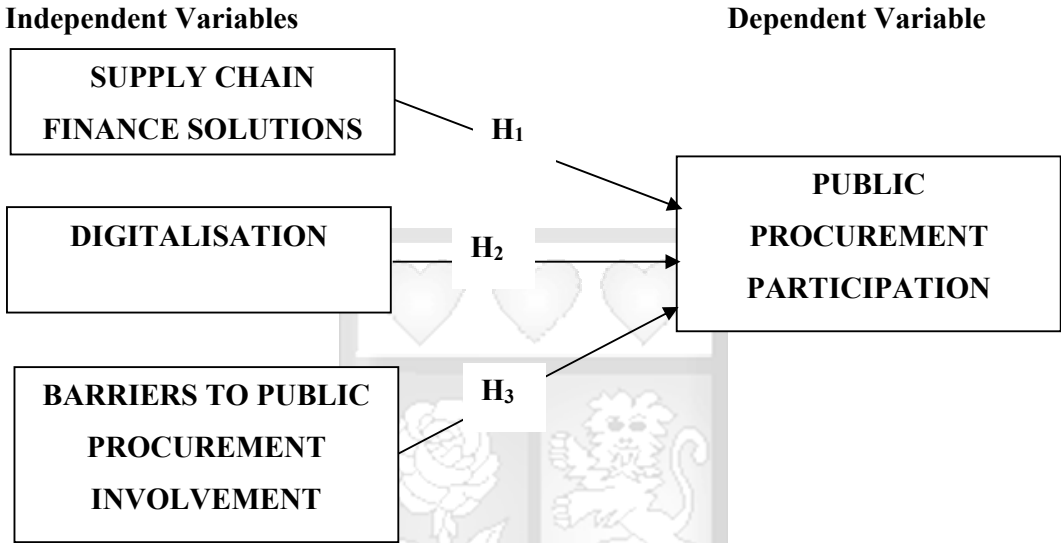 Independent Variables
Dependent Variable
SUPPLY CHAIN
FINANCE SOLUTIONS
H₁
PUBLIC
PROCUREMENT
PARTICIPATION
DIGITALISATION
H₂
BARRIERS TO PUBLIC
PROCUREMENT
INVOLVEMENT
H₃